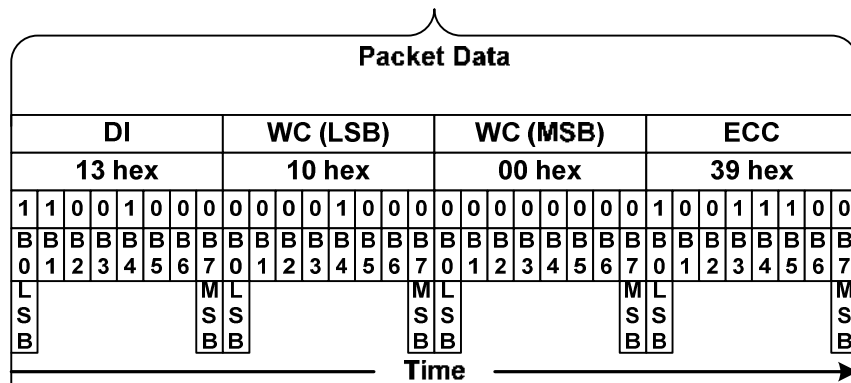 Packet Data
DI WC (LSB) WC (MSB) ECC
13 hex 10 hex 00 hex 39 hex
1 1 0 0 1 0 0 0 0 0 0 0 1 0 0 0 0 0 0 0 0 0 0 0 1 0 0 1 1 1 0 0
B0 B1 B2 B3 B4 B5 B6 B7 B0 B1 B2 B3 B4 B5 B6 B7 B0 B1 B2 B3 B4 B5 B6 B7 B0 B1 B2 B3 B4 B5 B6 B7
LSB MSB LSB MSB LSB MSB LSB MSB
Time